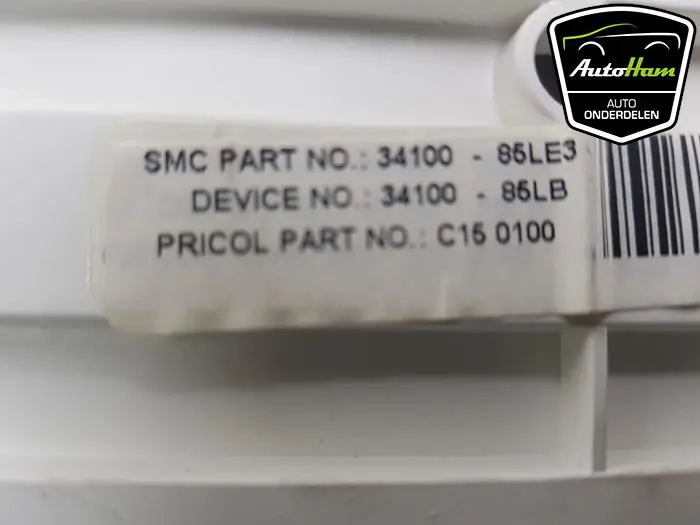 AutoHam
AUTO
ONDERDELEN
SMC PART NO.: 34100 - 85LE3
DEVICE NO.: 34100 - 85LB
PRICOL PART NO.: C15 0100